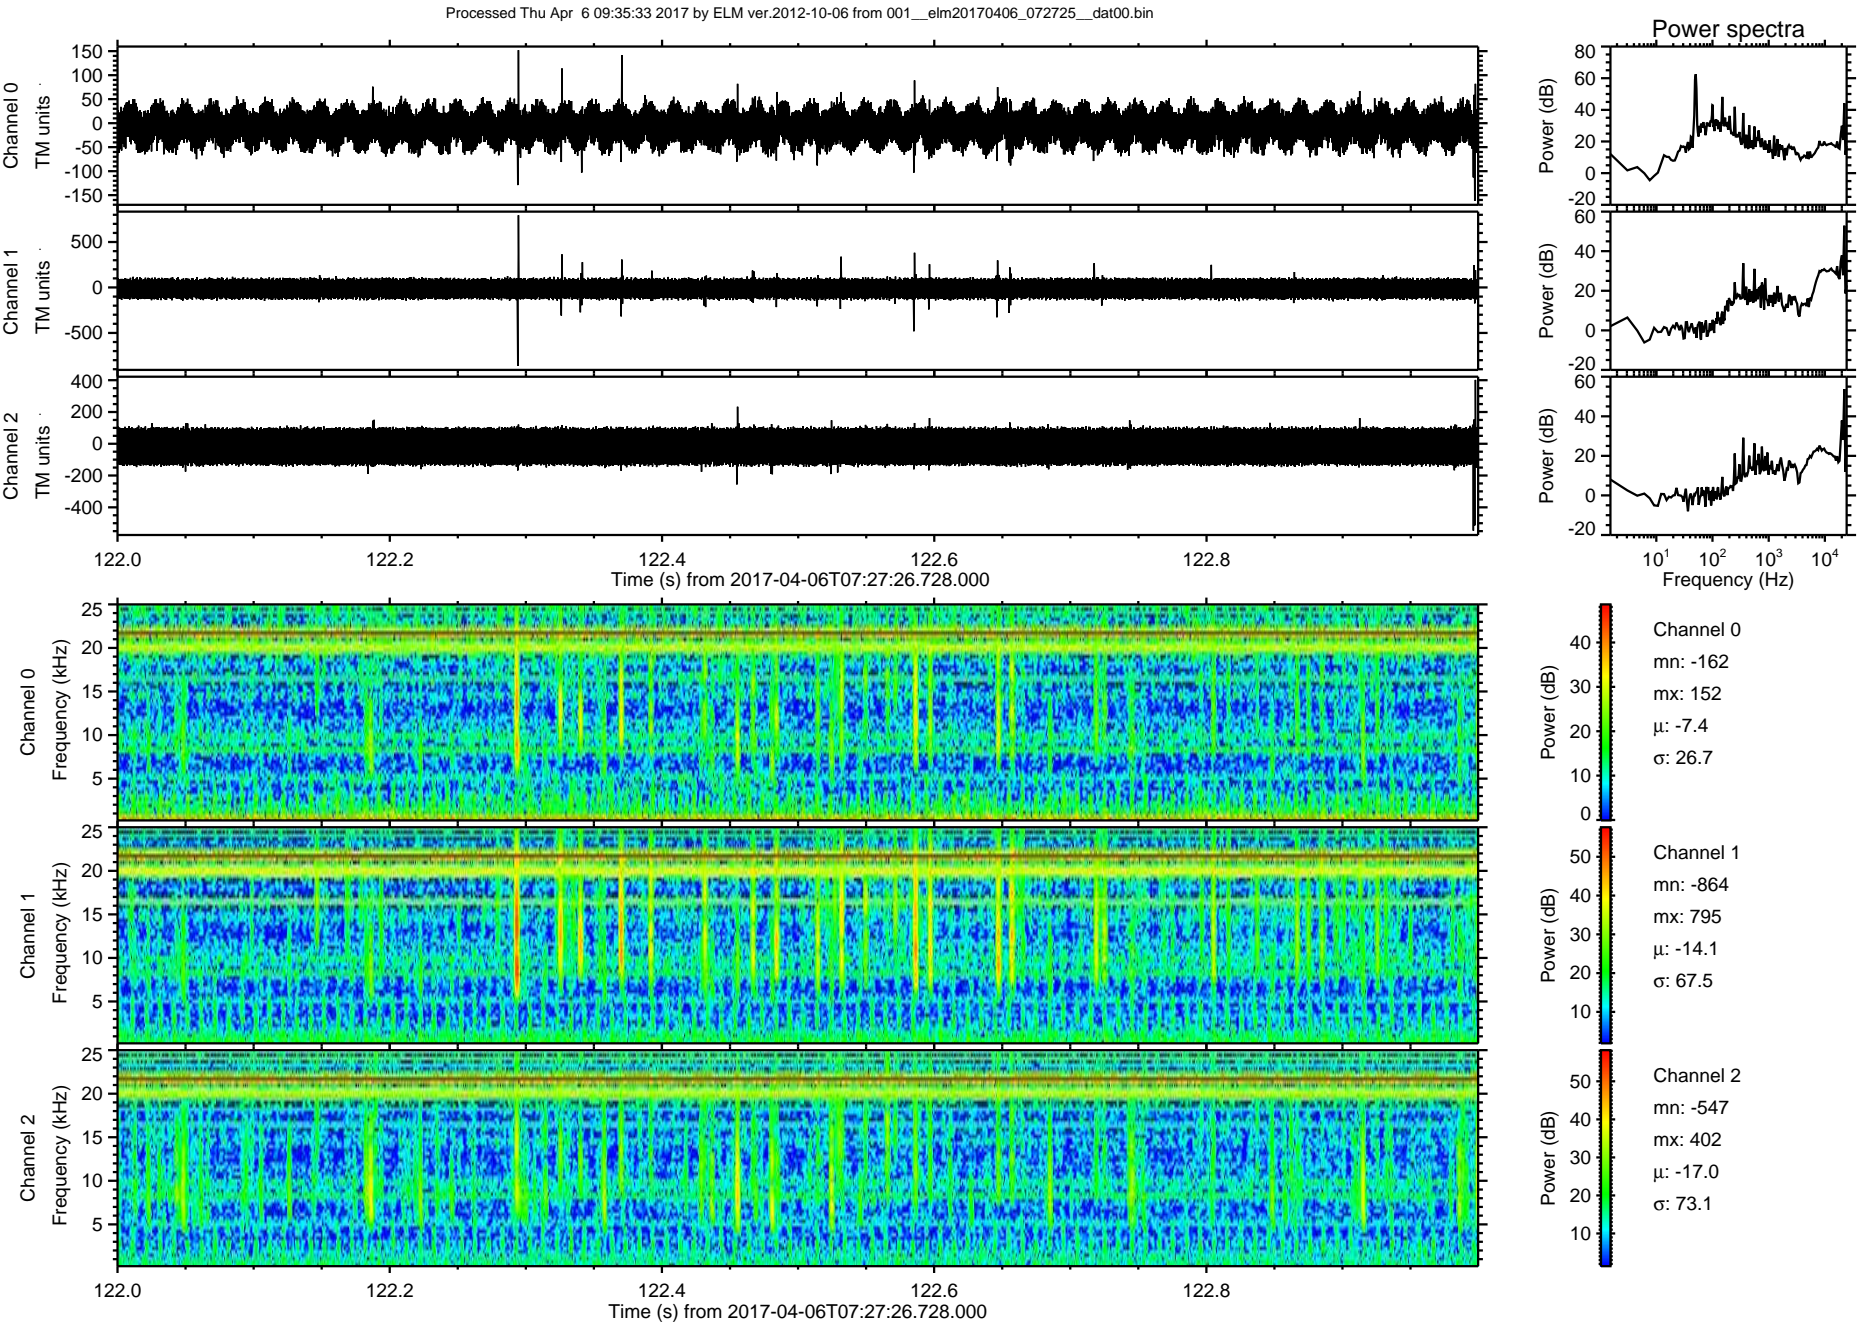 Processed Thu Apr  6 09:35:33 2017 by ELM ver.2012-10-06 from 001__elm20170406_072725__dat00.bin
Power spectra
Channel 0
TM units
150
100
50
0
-50
-100
-150
Power (dB)
80
60
40
20
0
-20
Channel 1
TM units
500
0
-500
Power (dB)
60
40
20
0
-20
Channel 2
TM units
400
200
0
-200
-400
Power (dB)
60
40
20
0
-20
122.0 122.2 122.4 122.6 122.8
Time (s) from 2017-04-06T07:27:26.728.000
10^1 10^2 10^3 10^4
Frequency (Hz)
Channel 0
Frequency (kHz)
25
20
15
10
5
Power (dB)
40
30
20
10
0
Channel 0
mn: -162
mx: 152
μ: -7.4
σ: 26.7
Channel 1
Frequency (kHz)
25
20
15
10
5
Power (dB)
50
40
30
20
10
Channel 1
mn: -864
mx: 795
μ: -14.1
σ: 67.5
Channel 2
Frequency (kHz)
25
20
15
10
5
Power (dB)
50
40
30
20
10
Channel 2
mn: -547
mx: 402
μ: -17.0
σ: 73.1
122.0 122.2 122.4 122.6 122.8
Time (s) from 2017-04-06T07:27:26.728.000